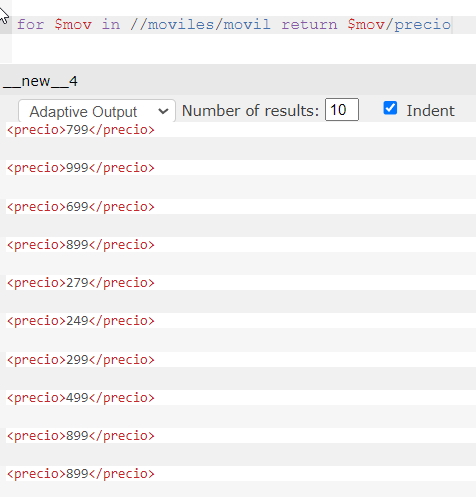 for $mov in //moviles/movil return $mov/precio
__new__4
Adaptive Output Number of results: 10 Indent
<precio>799</precio>
<precio>999</precio>
<precio>699</precio>
<precio>899</precio>
<precio>279</precio>
<precio>249</precio>
<precio>299</precio>
<precio>499</precio>
<precio>899</precio>
<precio>899</precio>